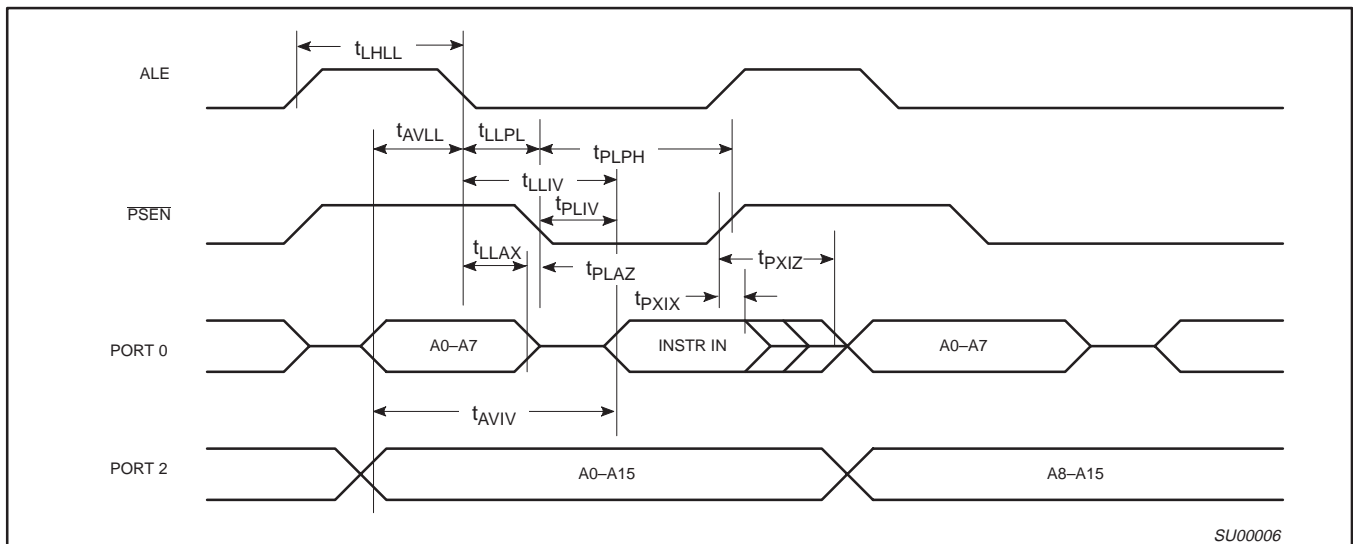 tLHLL
ALE
tAVLL
tLLPL
tPLPH
tLLIV
PSEN
tPLIV
tLLAX
tPLAZ
tPXIZ
tPXIX
PORT 0
A0–A7
INSTR IN
A0–A7
tAVIV
PORT 2
A0–A15
A8–A15
SU00006